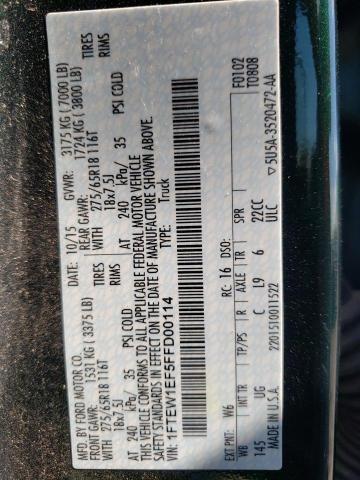 MFD. BY FORD MOTOR CO.
DATE: 10/15 GVWR: 3175 KG (7000 LB)
FRONT GAWR: 1531 KG (3375 LB) REAR GAWR: 1724 KG (3800 LB)
WITH 275/65R18 116T TIRES WITH 275/65R18 116T TIRES
18x7.5J RIMS 18x7.5J RIMS
AT 240 kPa/ 35 PSI COLD AT 240 kPa/ 35 PSI COLD
THIS VEHICLE CONFORMS TO ALL APPLICABLE FEDERAL MOTOR VEHICLE
SAFETY STANDARDS IN EFFECT ON THE DATE OF MANUFACTURE SHOWN ABOVE.
VIN: 1FTEW1EF5FFD00114 TYPE: Truck
F0102
T0808
EXT PNT: W6 RC: 16 DSO:
WB INT TR TP/PS R AXLE TR SPR
145 UG C L9 6 22CC
MADE IN U.S.A. 2201510011522 ULC ▽ 5U5A-3520472-AA